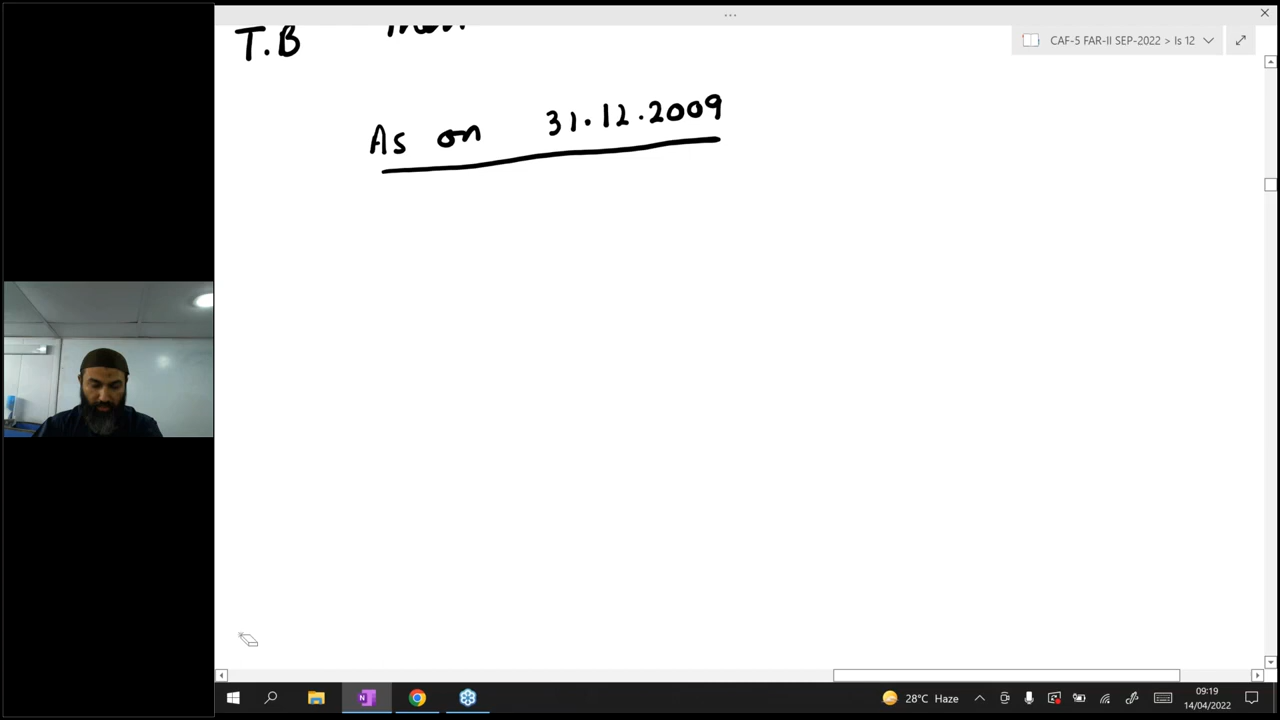 CAF-5 FAR-II SEP-2022 > Is 12
T.B
As on 31.12.2009
28°C Haze
09:19
14/04/2022